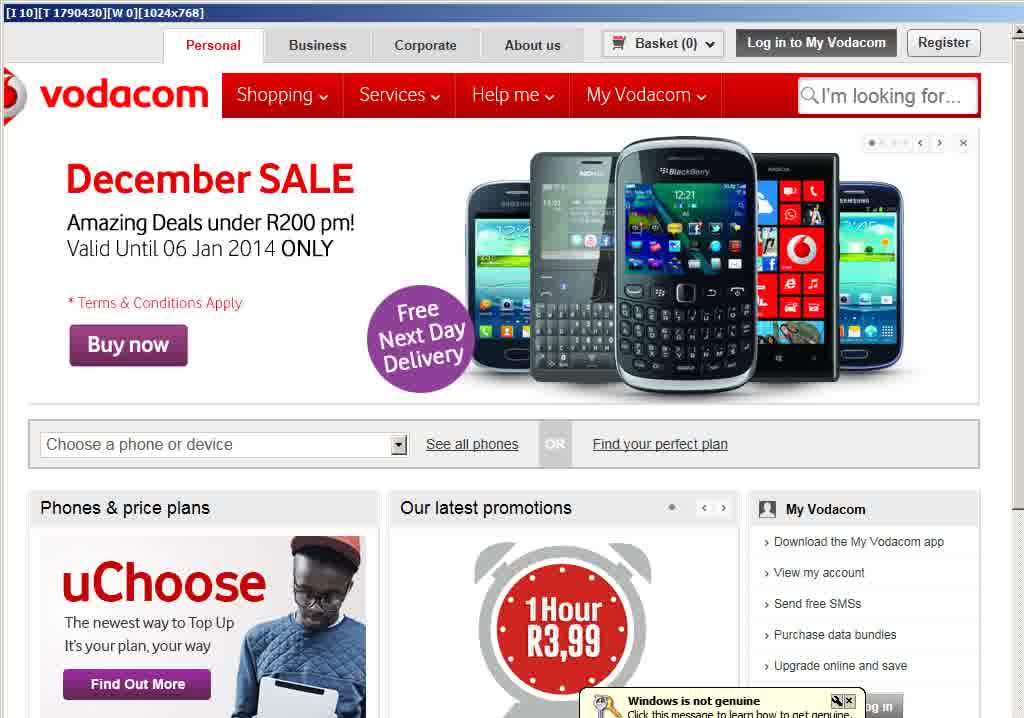 [I 10][T 1790430][W 0][1024x768]
Personal
Business
Corporate
About us
Basket (0)
Log in to My Vodacom
Register
vodacom
Shopping
Services
Help me
My Vodacom
I'm looking for...
December SALE
Amazing Deals under R200 pm!
Valid Until 06 Jan 2014 ONLY
* Terms & Conditions Apply
Buy now
Free
Next Day
Delivery
NOKIA
BlackBerry
12:21
NOKIA
SAMSUNG
Choose a phone or device
See all phones
OR
Find your perfect plan
Phones & price plans
uChoose
The newest way to Top Up
It's your plan, your way
Find Out More
Our latest promotions
1 Hour
R3,99
My Vodacom
Download the My Vodacom app
View my account
Send free SMSs
Purchase data bundles
Upgrade online and save
og in
Windows is not genuine
Click this message to learn how to get genuine.